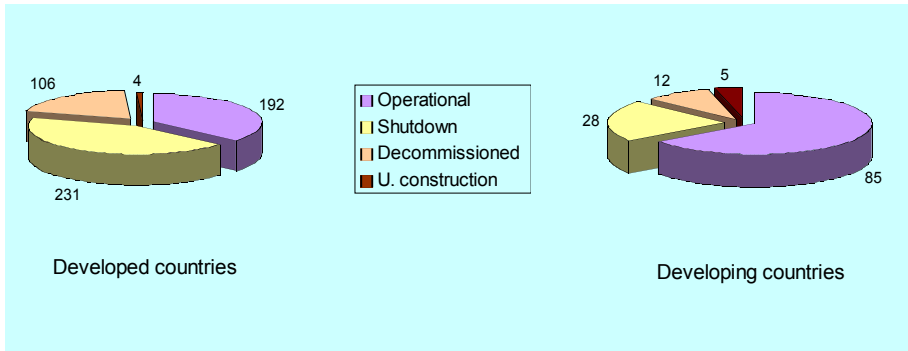 106
4
192
231
Developed countries
Operational
Shutdown
Decommissioned
U. construction
12
5
28
85
Developing countries